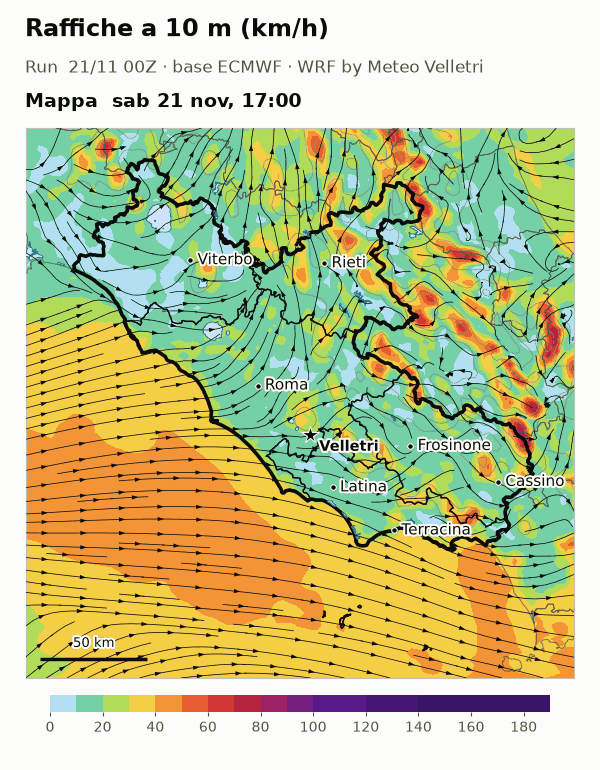 Raffiche a 10 m (km/h)
Run 21/11 00Z · base ECMWF · WRF by Meteo Velletri
Mappa sab 21 nov, 17:00
Viterbo
Rieti
Roma
Velletri
Frosinone
Cassino
Latina
Terracina
50 km
0 20 40 60 80 100 120 140 160 180